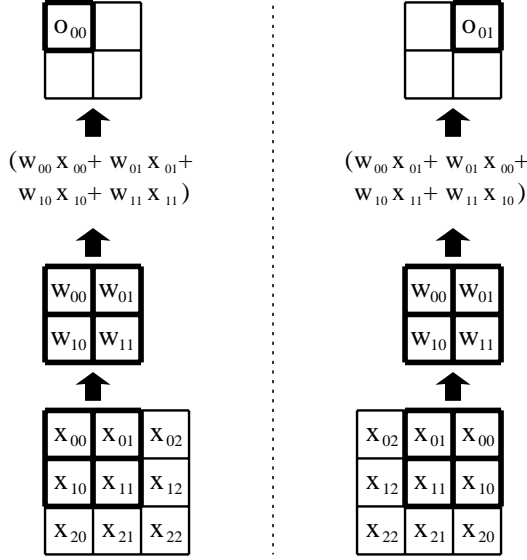 o₀₀
(w₀₀ x₀₀ + w₀₁ x₀₁ +
w₁₀ x₁₀ + w₁₁ x₁₁)
w₀₀ w₀₁
w₁₀ w₁₁
x₀₀ x₀₁ x₀₂
x₁₀ x₁₁ x₁₂
x₂₀ x₂₁ x₂₂
o₀₁
(w₀₀ x₀₁ + w₀₁ x₀₀ +
w₁₀ x₁₁ + w₁₁ x₁₀)
w₀₀ w₀₁
w₁₀ w₁₁
x₀₂ x₀₁ x₀₀
x₁₂ x₁₁ x₁₀
x₂₂ x₂₁ x₂₀